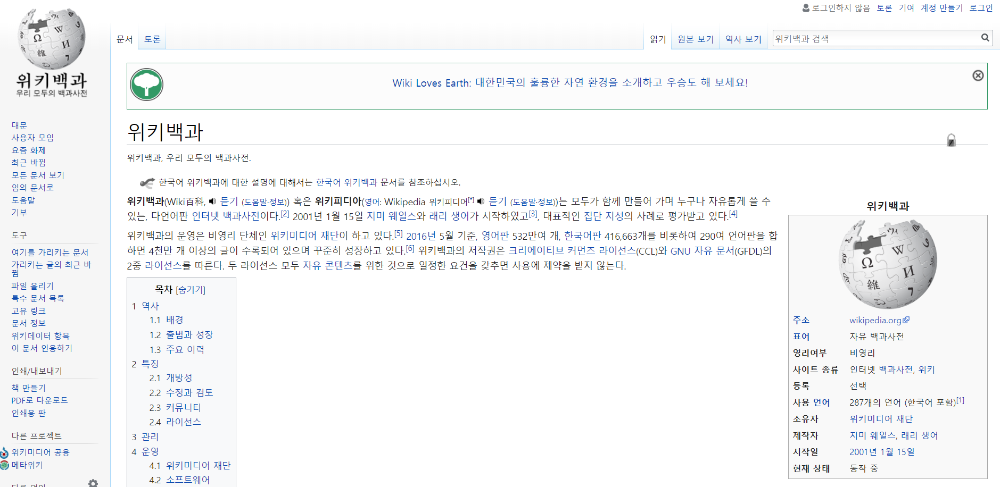 위키백과
우리 모두의 백과사전
로그인하지 않음 토론 기여 계정 만들기 로그인
문서 토론
읽기 원본 보기 역사 보기 위키백과 검색
Wiki Loves Earth: 대한민국의 훌륭한 자연 환경을 소개하고 우승도 해 보세요!
대문
사용자 모임
요즘 화제
최근 바뀜
모든 문서 보기
임의 문서로
도움말
기부
도구
여기를 가리키는 문서
가리키는 글의 최근 바
뀜
파일 올리기
특수 문서 목록
고유 링크
문서 정보
위키데이터 항목
이 문서 인용하기
인쇄/내보내기
책 만들기
PDF로 다운로드
인쇄용 판
다른 프로젝트
위키미디어 공용
메타위키
위키백과
위키백과, 우리 모두의 백과사전.
한국어 위키백과에 대한 설명에 대해서는 한국어 위키백과 문서를 참조하십시오.
위키백과(Wiki百科, 듣기 (도움말·정보)) 혹은 위키피디아(영어: Wikipedia 위키피디어[*] 듣기 (도움말·정보))는 모두가 함께 만들어 가며 누구나 자유롭게 쓸 수
있는, 다언어판 인터넷 백과사전이다.[2] 2001년 1월 15일 지미 웨일스와 래리 생어가 시작하였고[3], 대표적인 집단 지성의 사례로 평가받고 있다.[4]
위키백과의 운영은 비영리 단체인 위키미디어 재단이 하고 있다.[5] 2016년 5월 기준, 영어판 532만여 개, 한국어판 416,663개를 비롯하여 290여 언어판을 합
하면 4천만 개 이상의 글이 수록되어 있으며 꾸준히 성장하고 있다.[6] 위키백과의 저작권은 크리에이티브 커먼즈 라이선스(CCL)와 GNU 자유 문서(GFDL)의
2중 라이선스를 따른다. 두 라이선스 모두 자유 콘텐츠를 위한 것으로 일정한 요건을 갖추면 사용에 제약을 받지 않는다.
목차 [숨기기]
1 역사
1.1 배경
1.2 출범과 성장
1.3 주요 이력
2 특징
2.1 개방성
2.2 수정과 검토
2.3 커뮤니티
2.4 라이선스
3 관리
4 운영
4.1 위키미디어 재단
4.2 소프트웨어
위키백과
주소 wikipedia.org
표어 자유 백과사전
영리여부 비영리
사이트 종류 인터넷 백과사전, 위키
등록 선택
사용 언어 287개의 언어 (한국어 포함)[1]
소유자 위키미디어 재단
제작자 지미 웨일스, 래리 생어
시작일 2001년 1월 15일
현재 상태 동작 중